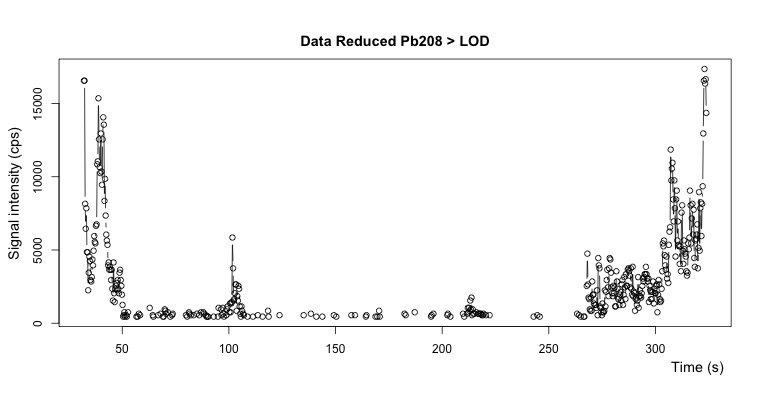 Data Reduced Pb208 > LOD
Signal intensity (cps)
15000
10000
5000
0
50 100 150 200 250 300
Time (s)